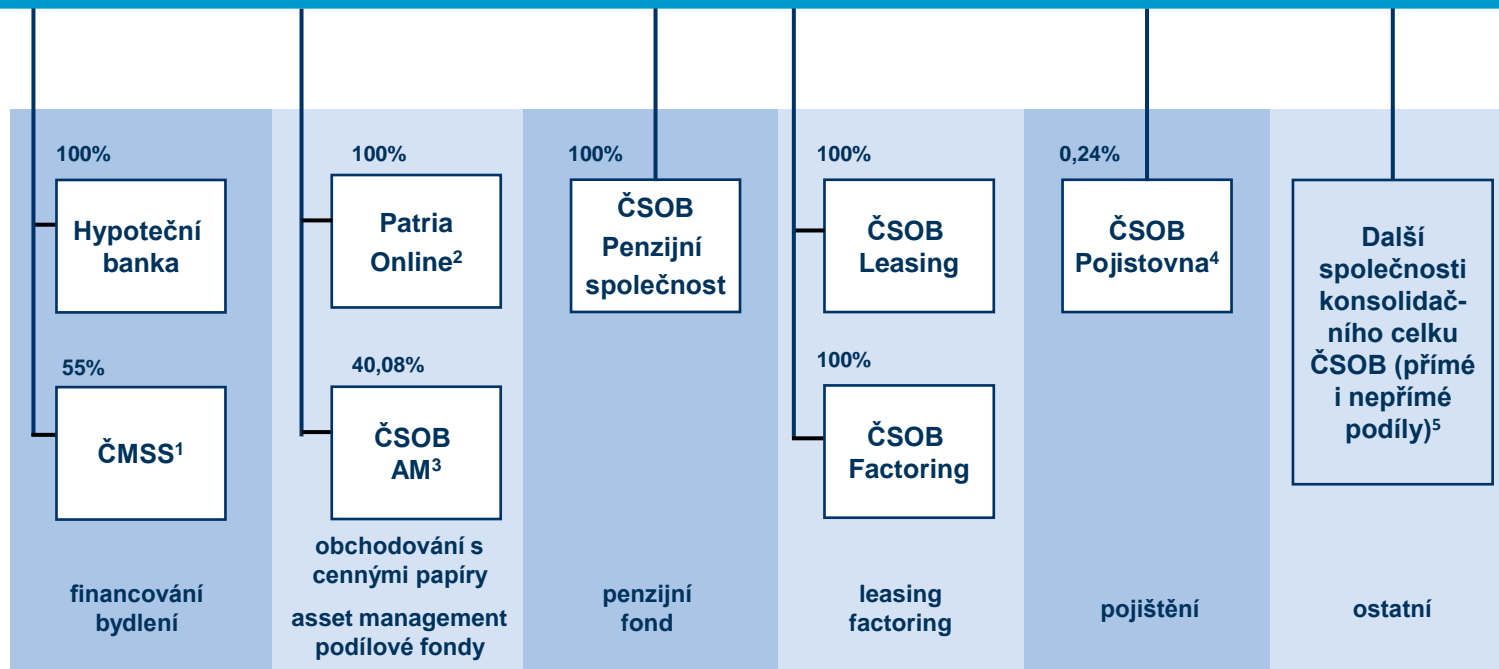 100%
Hypoteční
banka
55%
ČMSS1
financování
bydlení
100%
Patria
Online2
40,08%
ČSOB
AM3
obchodování s
cennými papíry
asset management
podílové fondy
100%
ČSOB
Penzijní
společnost
penzijní
fond
100%
ČSOB
Leasing
100%
ČSOB
Factoring
leasing
factoring
0,24%
ČSOB
Pojistovna4
pojištění
Další
společnosti
konsolidač-
ního celku
ČSOB (přímé
i nepřímé
podíly)5
ostatní